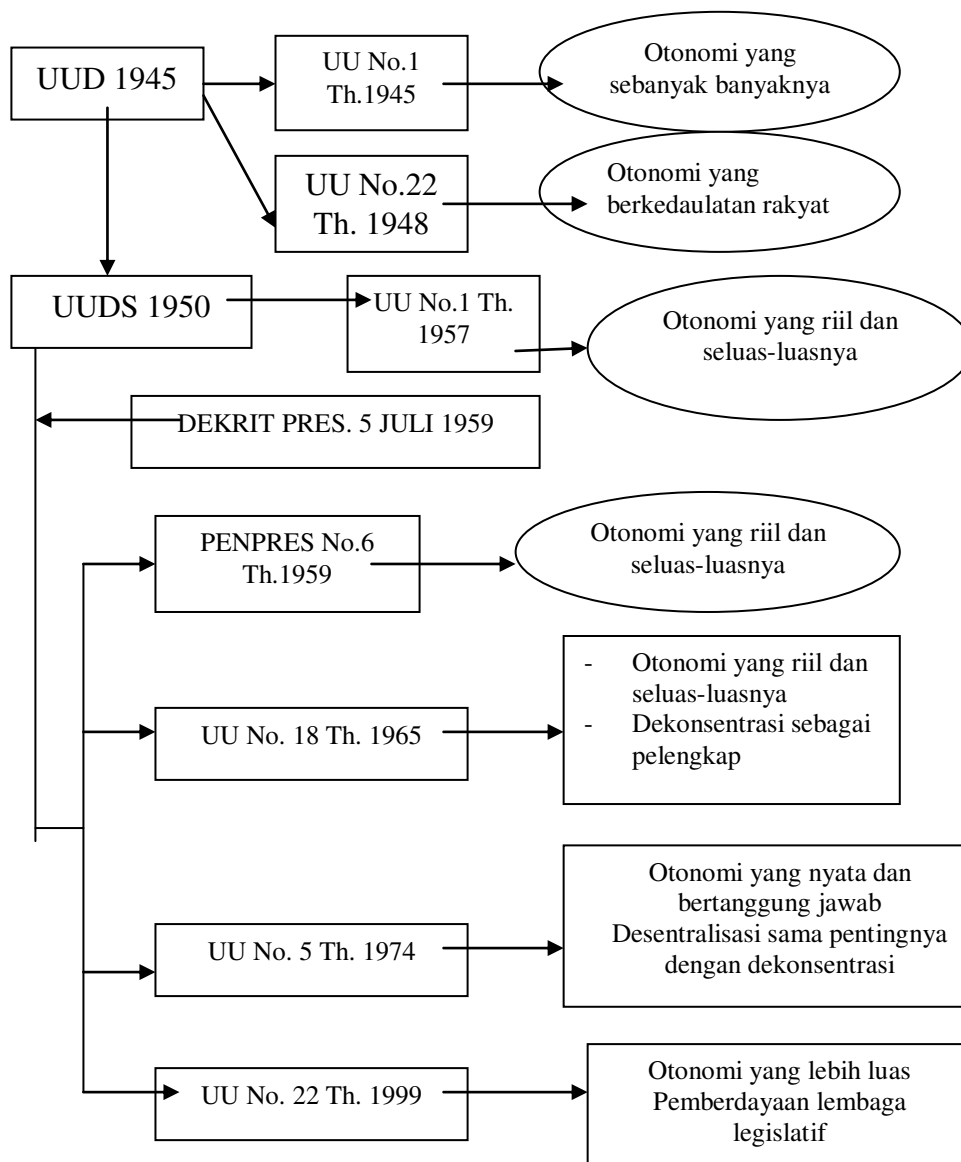 UUD 1945
UU No.1
Th.1945
Otonomi yang
sebanyak banyaknya
UU No.22
Th. 1948
Otonomi yang
berkedaulatan rakyat
UUDS 1950
UU No.1 Th.
1957
Otonomi yang riil dan
seluas-luasnya
DEKRIT PRES. 5 JULI 1959
PENPRES No.6
Th.1959
Otonomi yang riil dan
seluas-luasnya
UU No. 18 Th. 1965
- Otonomi yang riil dan
seluas-luasnya
- Dekonsentrasi sebagai
pelengkap
UU No. 5 Th. 1974
Otonomi yang nyata dan
bertanggung jawab
Desentralisasi sama pentingnya
dengan dekonsentrasi
UU No. 22 Th. 1999
Otonomi yang lebih luas
Pemberdayaan lembaga
legislatif